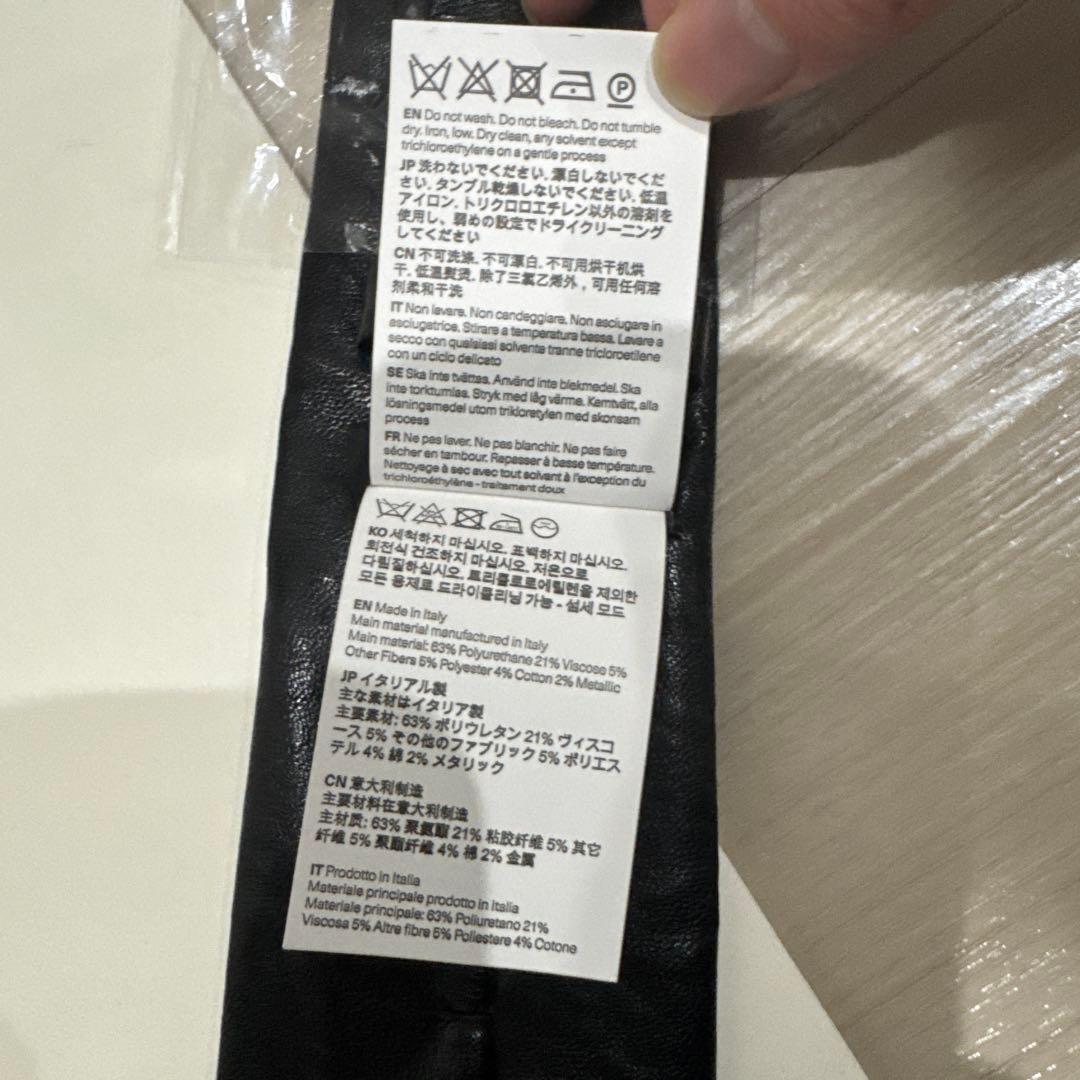 P
EN Do not wash. Do not bleach. Do not tumble
dry. Iron, low. Dry clean, any solvent except
trichloroethylene on a gentle process
JP 洗わないでください. 漂白しないでくだ
さい. タンブル乾燥しないでください. 低温
アイロン. トリクロロエチレン以外の溶剤を
使用し、弱めの設定でドライクリーニング
してください
CN 不可洗涤. 不可漂白. 不可用烘干机烘
干. 低温熨烫. 除了三氯乙烯外，可用任何溶
剂柔和干洗
IT Non lavare. Non candeggiare. Non asciugare in
asciugatrice. Stirare a temperatura bassa. Lavare a
secco con qualsiasi solvente tranne tricloroetilene
con un ciclo delicato
SE Ska inte tvättas. Använd inte blekmedel. Ska
inte torktumlas. Stryk med låg värme. Kemtvätt, alla
lösningsmedel utom trikloretylen med skonsam
process
FR Ne pas laver. Ne pas blanchir. Ne pas faire
sécher en tambour. Repasser à basse température.
Nettoyage à sec avec tout solvant à l'exception du
trichloroéthylène - traitement doux
KO 세척하지 마십시오. 표백하지 마십시오.
회전식 건조하지 마십시오. 저온으로
다림질하십시오. 트리클로로에틸렌을 제외한
모든 용제로 드라이클리닝 가능 - 섬세 모드
EN Made in Italy
Main material manufactured in Italy
Main material: 63% Polyurethane 21% Viscose 5%
Other Fibers 5% Polyester 4% Cotton 2% Metallic
JP イタリアル製
主な素材はイタリア製
主要素材: 63% ポリウレタン 21% ヴィスコ
ース 5% その他のファブリック 5% ポリエス
テル 4% 綿 2% メタリック
CN 意大利制造
主要材料在意大利制造
主材质: 63% 聚氨酯 21% 粘胶纤维 5% 其它
纤维 5% 聚酯纤维 4% 棉 2% 金属
IT Prodotto in Italia
Materiale principale prodotto in Italia
Materiale principale: 63% Poliuretano 21%
Viscosa 5% Altre fibre 5% Poliestere 4% Cotone